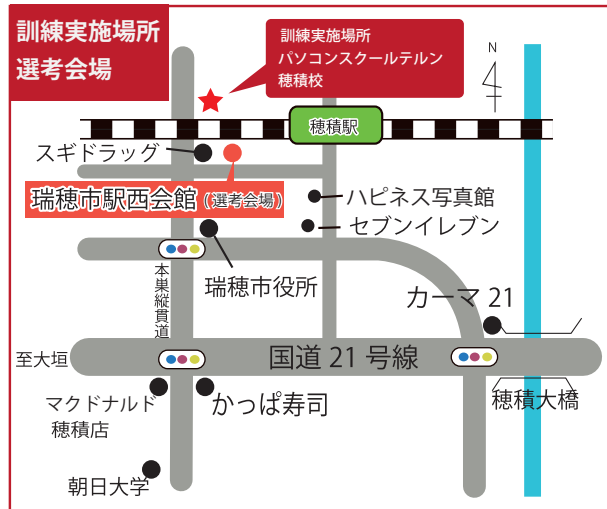 訓練実施場所
選考会場
訓練実施場所
パソコンスクールテルン
穂積校
N
穂積駅
スギドラッグ
瑞穂市駅西会館（選考会場）
ハピネス写真館
セブンイレブン
瑞穂市役所
本巣縦貫道
カーマ 21
至大垣
国道 21 号線
マクドナルド
穂積店
かっぱ寿司
穂積大橋
朝日大学